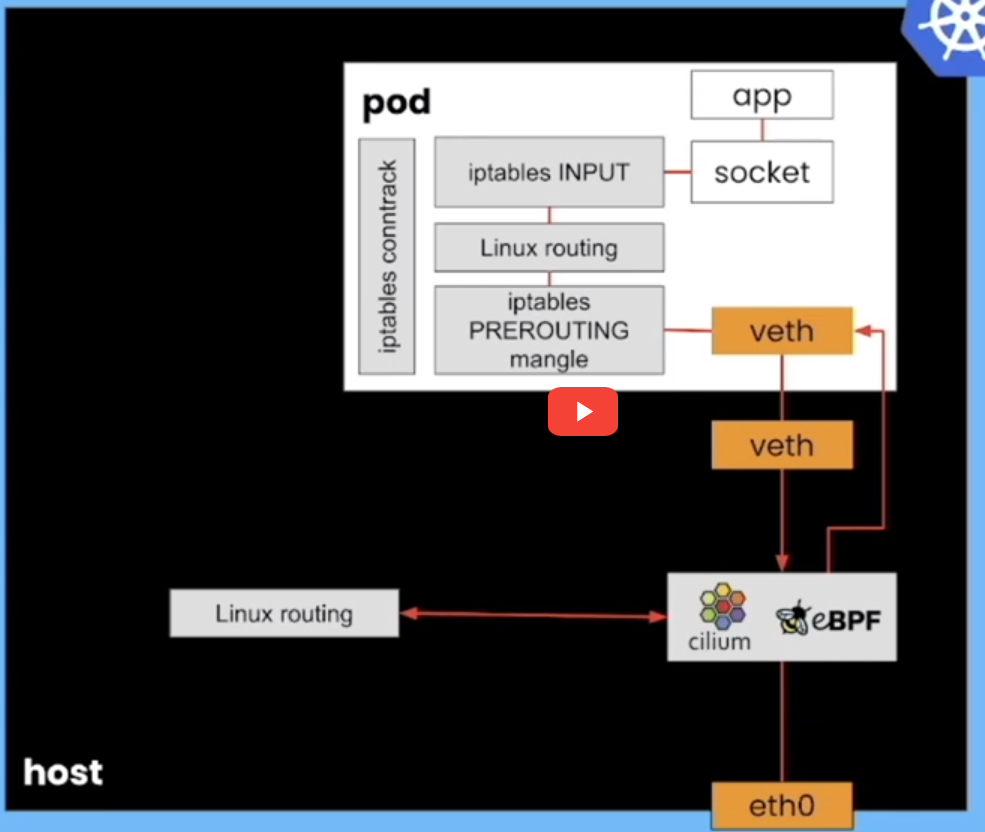 pod
app
socket
iptables conntrack
iptables INPUT
Linux routing
iptables
PREROUTING
mangle
veth
veth
Linux routing
cilium
eBPF
host
eth0